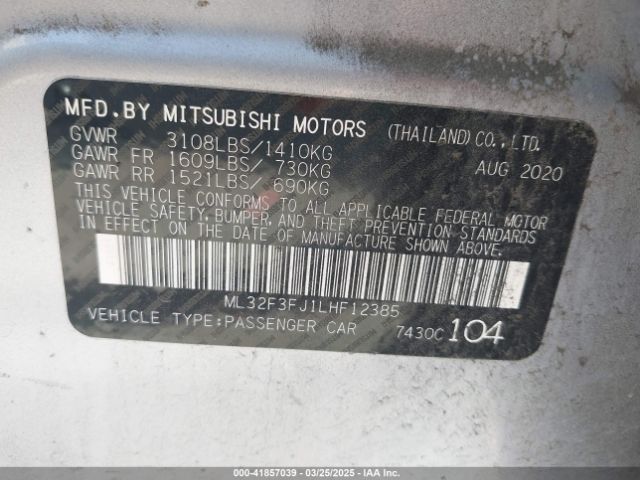 MFD.BY MITSUBISHI MOTORS (THAILAND) CO., LTD.
GVWR 3108LBS/1410KG
GAWR FR 1609LBS/ 730KG AUG 2020
GAWR RR 1521LBS/ 690KG
THIS VEHICLE CONFORMS TO ALL APPLICABLE FEDERAL MOTOR
VEHICLE SAFETY, BUMPER, AND THEFT PREVENTION STANDARDS
IN EFFECT ON THE DATE OF MANUFACTURE SHOWN ABOVE.
ML32F3FJ1LHF12385
VEHICLE TYPE:PASSENGER CAR 7430C 104
000-41857039 — 03/25/2025 — IAA Inc.